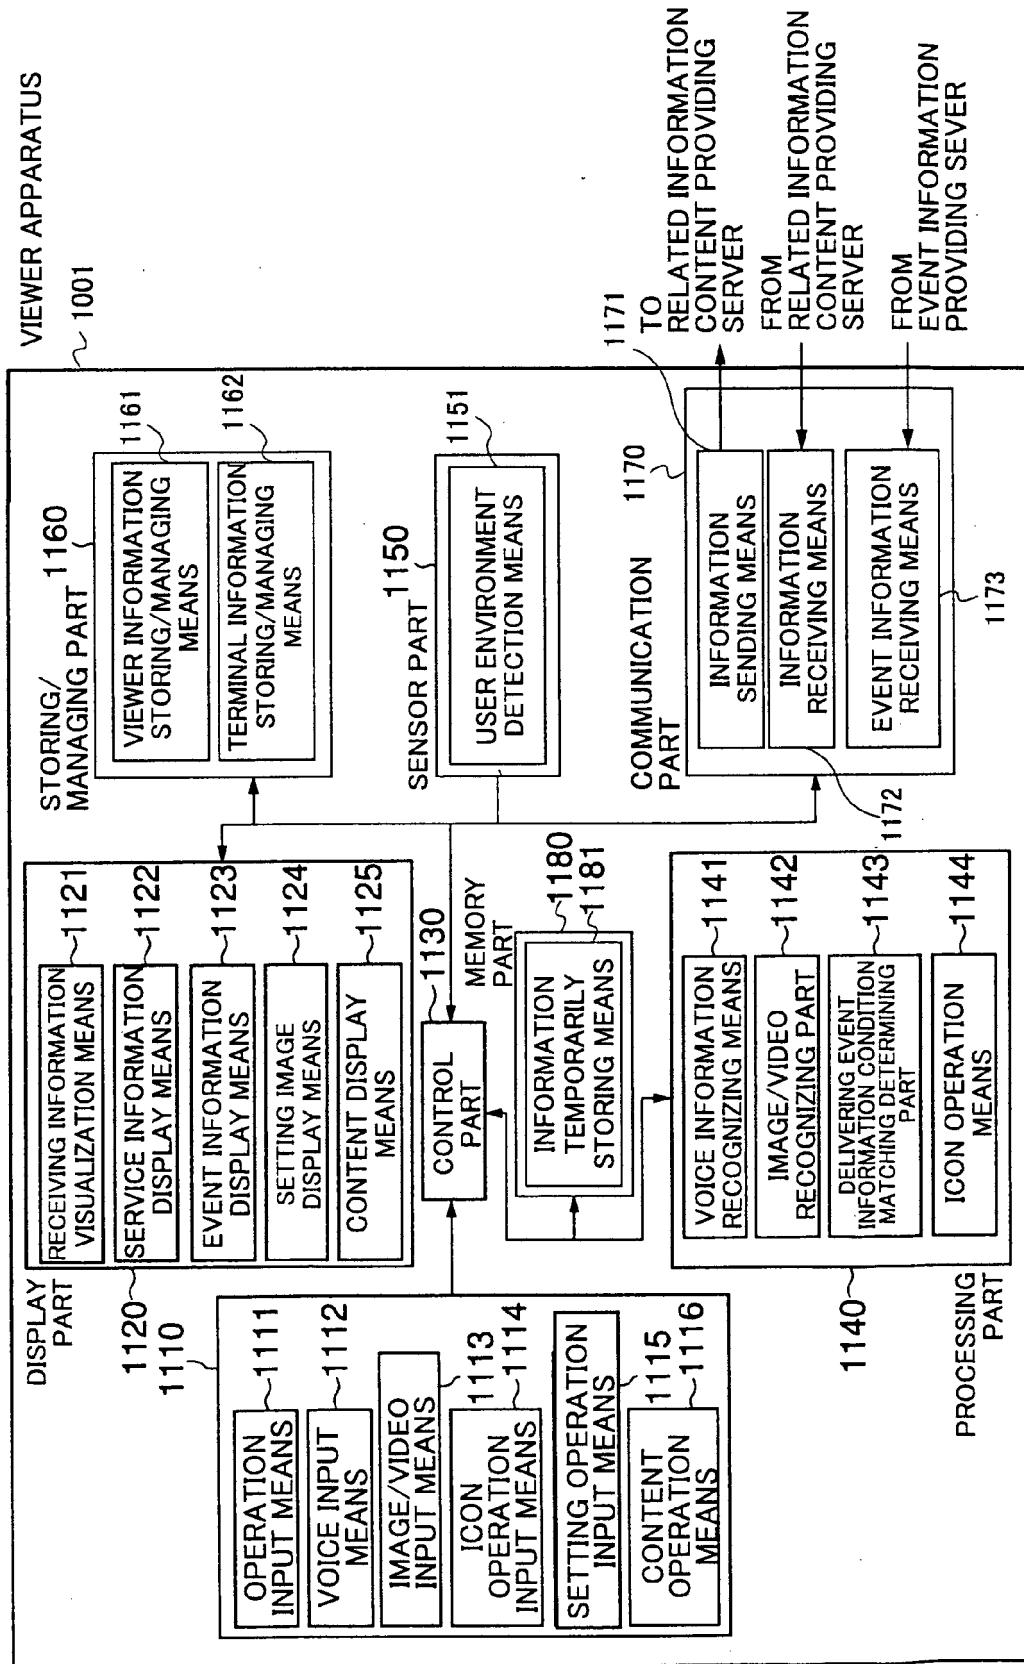 VIEWER APPARATUS
1001
DISPLAY
PART
1120
RECEIVING INFORMATION
VISUALIZATION MEANS
1121
SERVICE INFORMATION
DISPLAY MEANS
1122
EVENT INFORMATION
DISPLAY MEANS
1123
SETTING IMAGE
DISPLAY MEANS
1124
CONTENT DISPLAY
MEANS
1125
STORING/
MANAGING PART
1160
VIEWER INFORMATION
STORING/MANAGING
MEANS
1161
TERMINAL INFORMATION
STORING/MANAGING
MEANS
1162
SENSOR PART
1150
USER ENVIRONMENT
DETECTION MEANS
1151
1110
OPERATION
INPUT MEANS
1111
VOICE INPUT
MEANS
1112
IMAGE/VIDEO
INPUT MEANS
1113
ICON
OPERATION
INPUT MEANS
1114
SETTING OPERATION
INPUT MEANS
1115
CONTENT
OPERATION
MEANS
1116
CONTROL
PART
1130
MEMORY
PART
INFORMATION
TEMPORARILY
STORING MEANS
1180
1181
COMMUNICATION
PART
1170
INFORMATION
SENDING MEANS
1171
INFORMATION
RECEIVING MEANS
1172
EVENT INFORMATION
RECEIVING MEANS
1173
TO
RELATED INFORMATION
CONTENT PROVIDING
SERVER
FROM
RELATED INFORMATION
CONTENT PROVIDING
SERVER
FROM
EVENT INFORMATION
PROVIDING SEVER
PROCESSING
PART
1140
VOICE INFORMATION
RECOGNIZING MEANS
1141
IMAGE/VIDEO
RECOGNIZING PART
1142
DELIVERING EVENT
INFORMATION CONDITION
MATCHING DETERMINING
PART
1143
ICON OPERATION
MEANS
1144